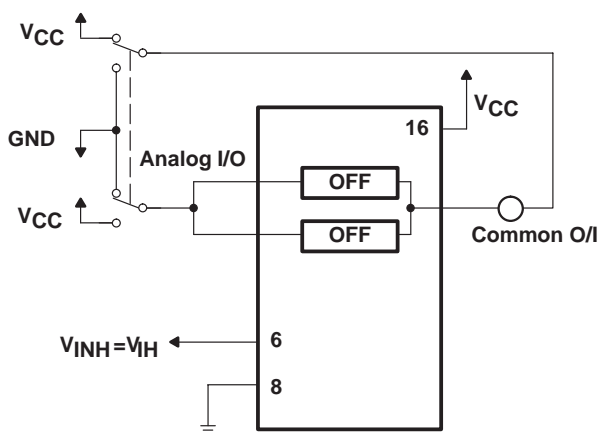 VCC
VCC
16
GND
Analog I/O
OFF
VCC
OFF
Common O/I
VINH=VIH
6
8